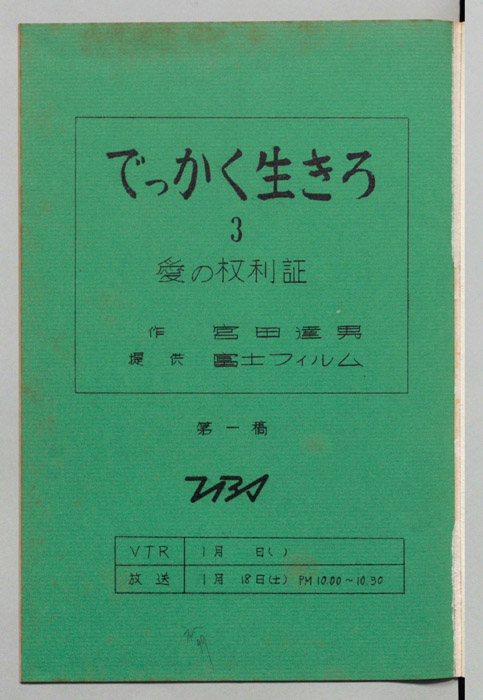 でっかく生きろ
3
愛の权利証
作 宮田達男
提供 富士フィルム
第一稿
TBS
VTR 1月 日( )
放送 1月 18日(土) PM 10.00~10.30